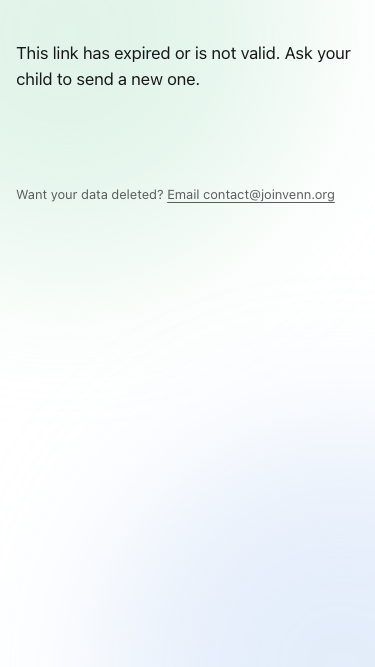 This link has expired or is not valid. Ask your
child to send a new one.
Want your data deleted? Email contact@joinvenn.org